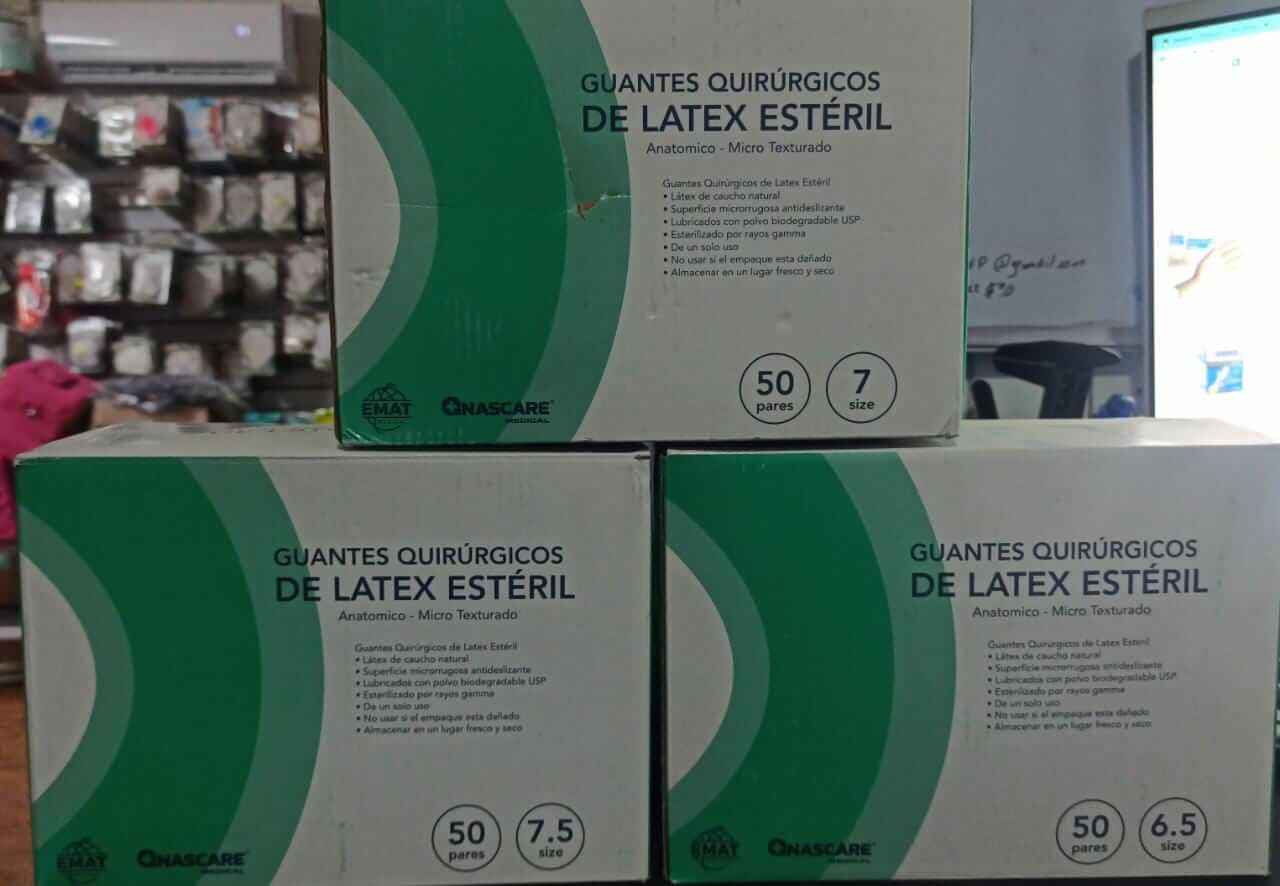 GUANTES QUIRÚRGICOS
DE LATEX ESTÉRIL
Anatomico - Micro Texturado
Guantes Quirúrgicos de Latex Estéril
• Látex de caucho natural
• Superficie microrrugosa antideslizante
• Lubricados con polvo biodegradable USP
• Esterilizado por rayos gamma
• De un solo uso
• No usar si el empaque esta dañado
• Almacenar en un lugar fresco y seco
50 pares
7 size
EMAT
QNASCARE
MEDICAL
GUANTES QUIRÚRGICOS
DE LATEX ESTÉRIL
Anatomico - Micro Texturado
Guantes Quirúrgicos de Latex Estéril
• Látex de caucho natural
• Superficie microrrugosa antideslizante
• Lubricados con polvo biodegradable USP
• Esterilizado por rayos gamma
• De un solo uso
• No usar si el empaque esta dañado
• Almacenar en un lugar fresco y seco
50 pares
7.5 size
EMAT
QNASCARE
MEDICAL
GUANTES QUIRÚRGICOS
DE LATEX ESTÉRIL
Anatomico - Micro Texturado
Guantes Quirúrgicos de Latex Estéril
• Látex de caucho natural
• Superficie microrrugosa antideslizante
• Lubricados con polvo biodegradable USP
• Esterilizado por rayos gamma
• De un solo uso
• No usar si el empaque esta dañado
• Almacenar en un lugar fresco y seco
50 pares
6.5 size
EMAT
QNASCARE
MEDICAL